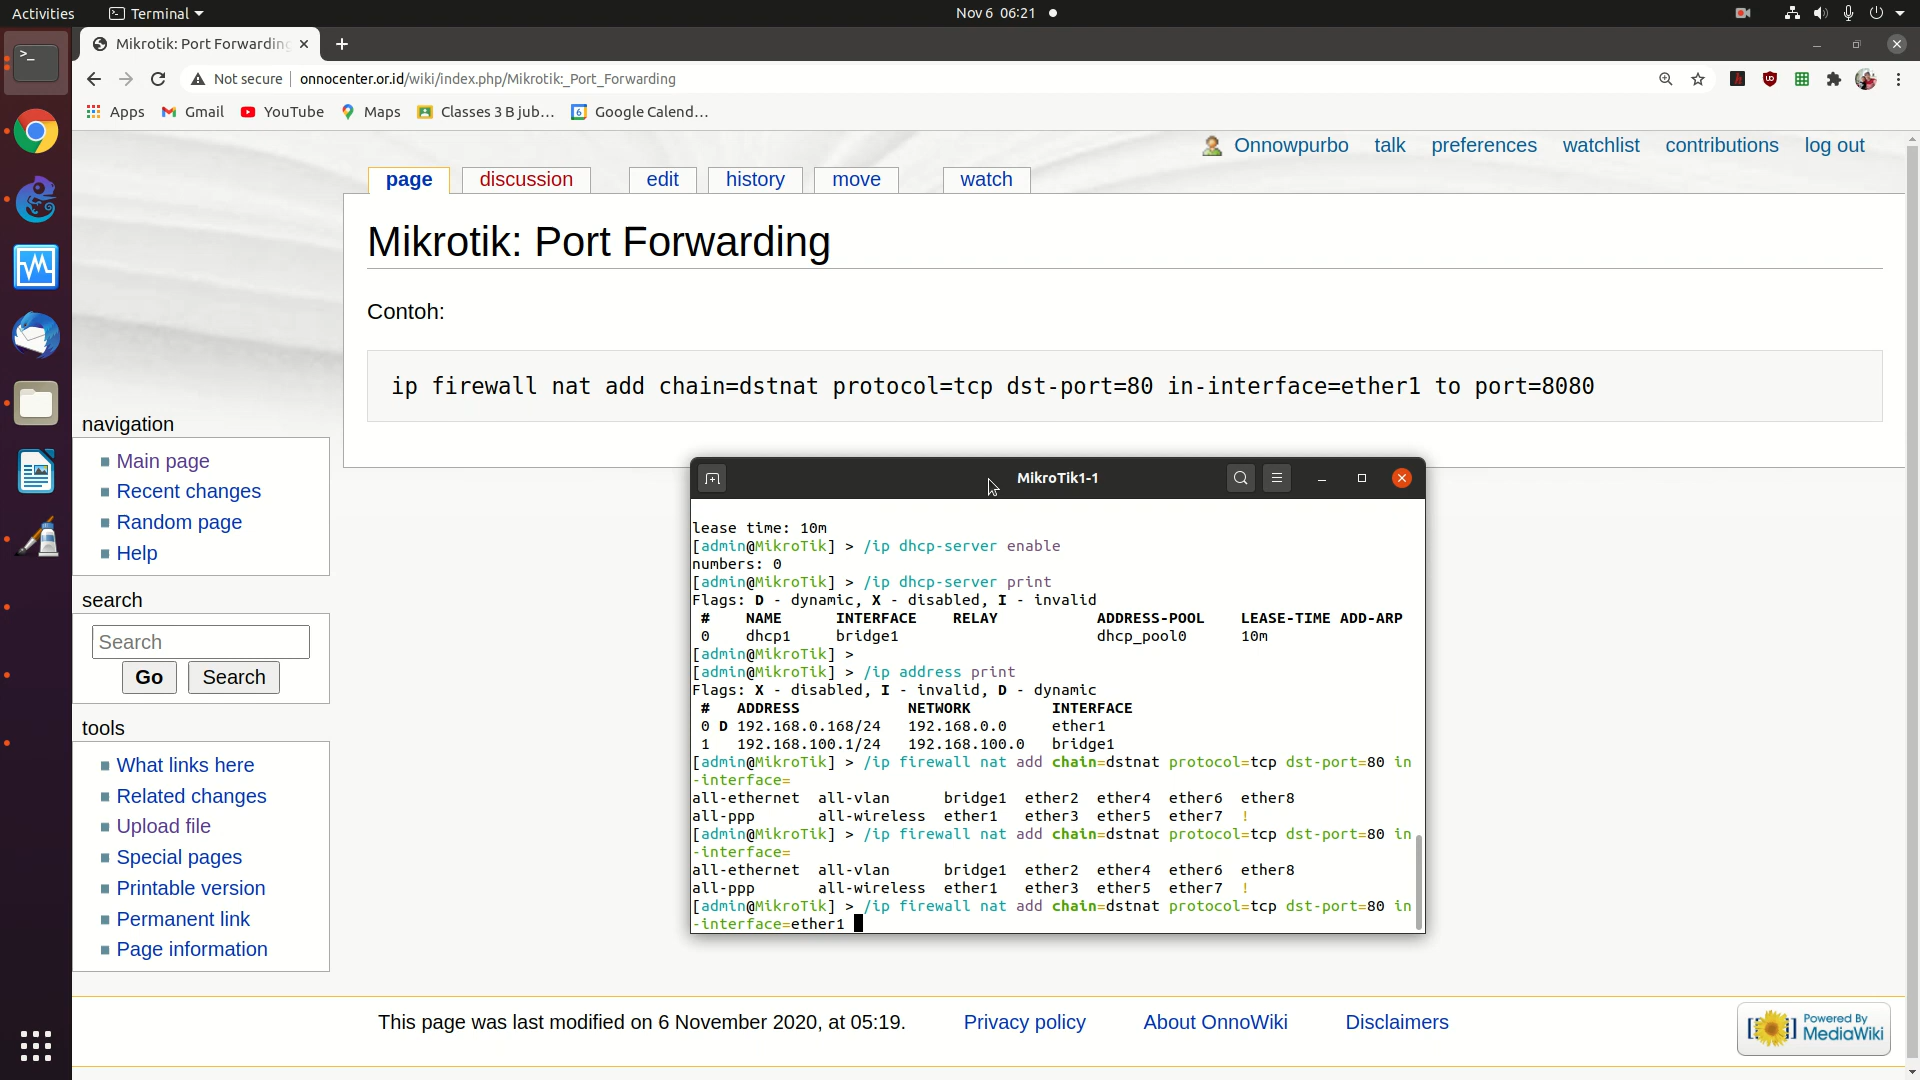 Activities
Terminal
Nov 6 06:21
Mikrotik: Port Forwarding
Not secure
onnocenter.or.id/wiki/index.php/Mikrotik:_Port_Forwarding
Apps
Gmail
YouTube
Maps
Classes 3 B jub...
Google Calend...
Onnowpurbo
talk
preferences
watchlist
contributions
log out
page
discussion
edit
history
move
watch
Mikrotik: Port Forwarding
Contoh:
ip firewall nat add chain=dstnat protocol=tcp dst-port=80 in-interface=ether1 to port=8080
navigation
Main page
Recent changes
Random page
Help
search
Search
Go
Search
tools
What links here
Related changes
Upload file
Special pages
Printable version
Permanent link
Page information
MikroTik1-1
lease time: 10m
[admin@MikroTik] > /ip dhcp-server enable
numbers: 0
[admin@MikroTik] > /ip dhcp-server print
Flags: D - dynamic, X - disabled, I - invalid
# NAME INTERFACE RELAY ADDRESS-POOL LEASE-TIME ADD-ARP
0 dhcp1 bridge1 dhcp_pool0 10m
[admin@MikroTik] >
[admin@MikroTik] > /ip address print
Flags: X - disabled, I - invalid, D - dynamic
# ADDRESS NETWORK INTERFACE
0 D 192.168.0.168/24 192.168.0.0 ether1
1 192.168.100.1/24 192.168.100.0 bridge1
[admin@MikroTik] > /ip firewall nat add chain=dstnat protocol=tcp dst-port=80 in
-interface=
all-ethernet all-vlan bridge1 ether2 ether4 ether6 ether8
all-ppp all-wireless ether1 ether3 ether5 ether7 !
[admin@MikroTik] > /ip firewall nat add chain=dstnat protocol=tcp dst-port=80 in
-interface=
all-ethernet all-vlan bridge1 ether2 ether4 ether6 ether8
all-ppp all-wireless ether1 ether3 ether5 ether7 !
[admin@MikroTik] > /ip firewall nat add chain=dstnat protocol=tcp dst-port=80 in
-interface=ether1
This page was last modified on 6 November 2020, at 05:19.
Privacy policy
About OnnoWiki
Disclaimers
Powered By
MediaWiki